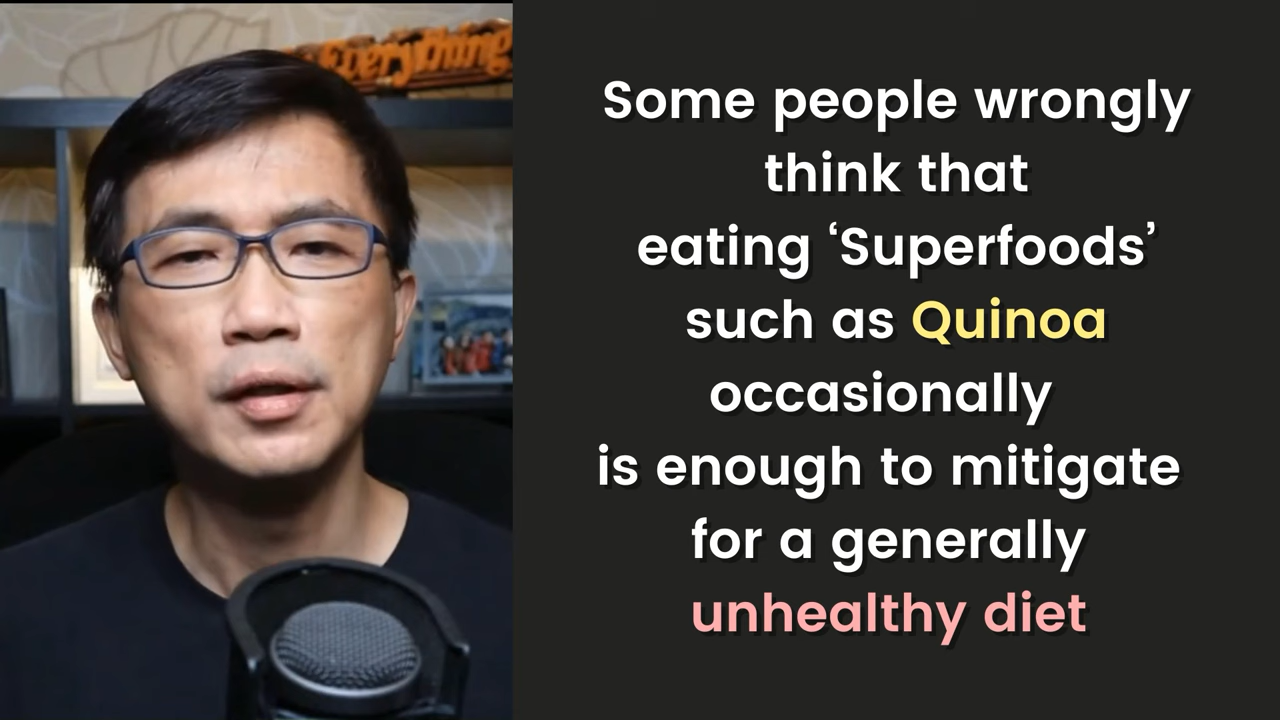 Everything
Some people wrongly
think that
eating ‘Superfoods’
such as Quinoa
occasionally
is enough to mitigate
for a generally
unhealthy diet